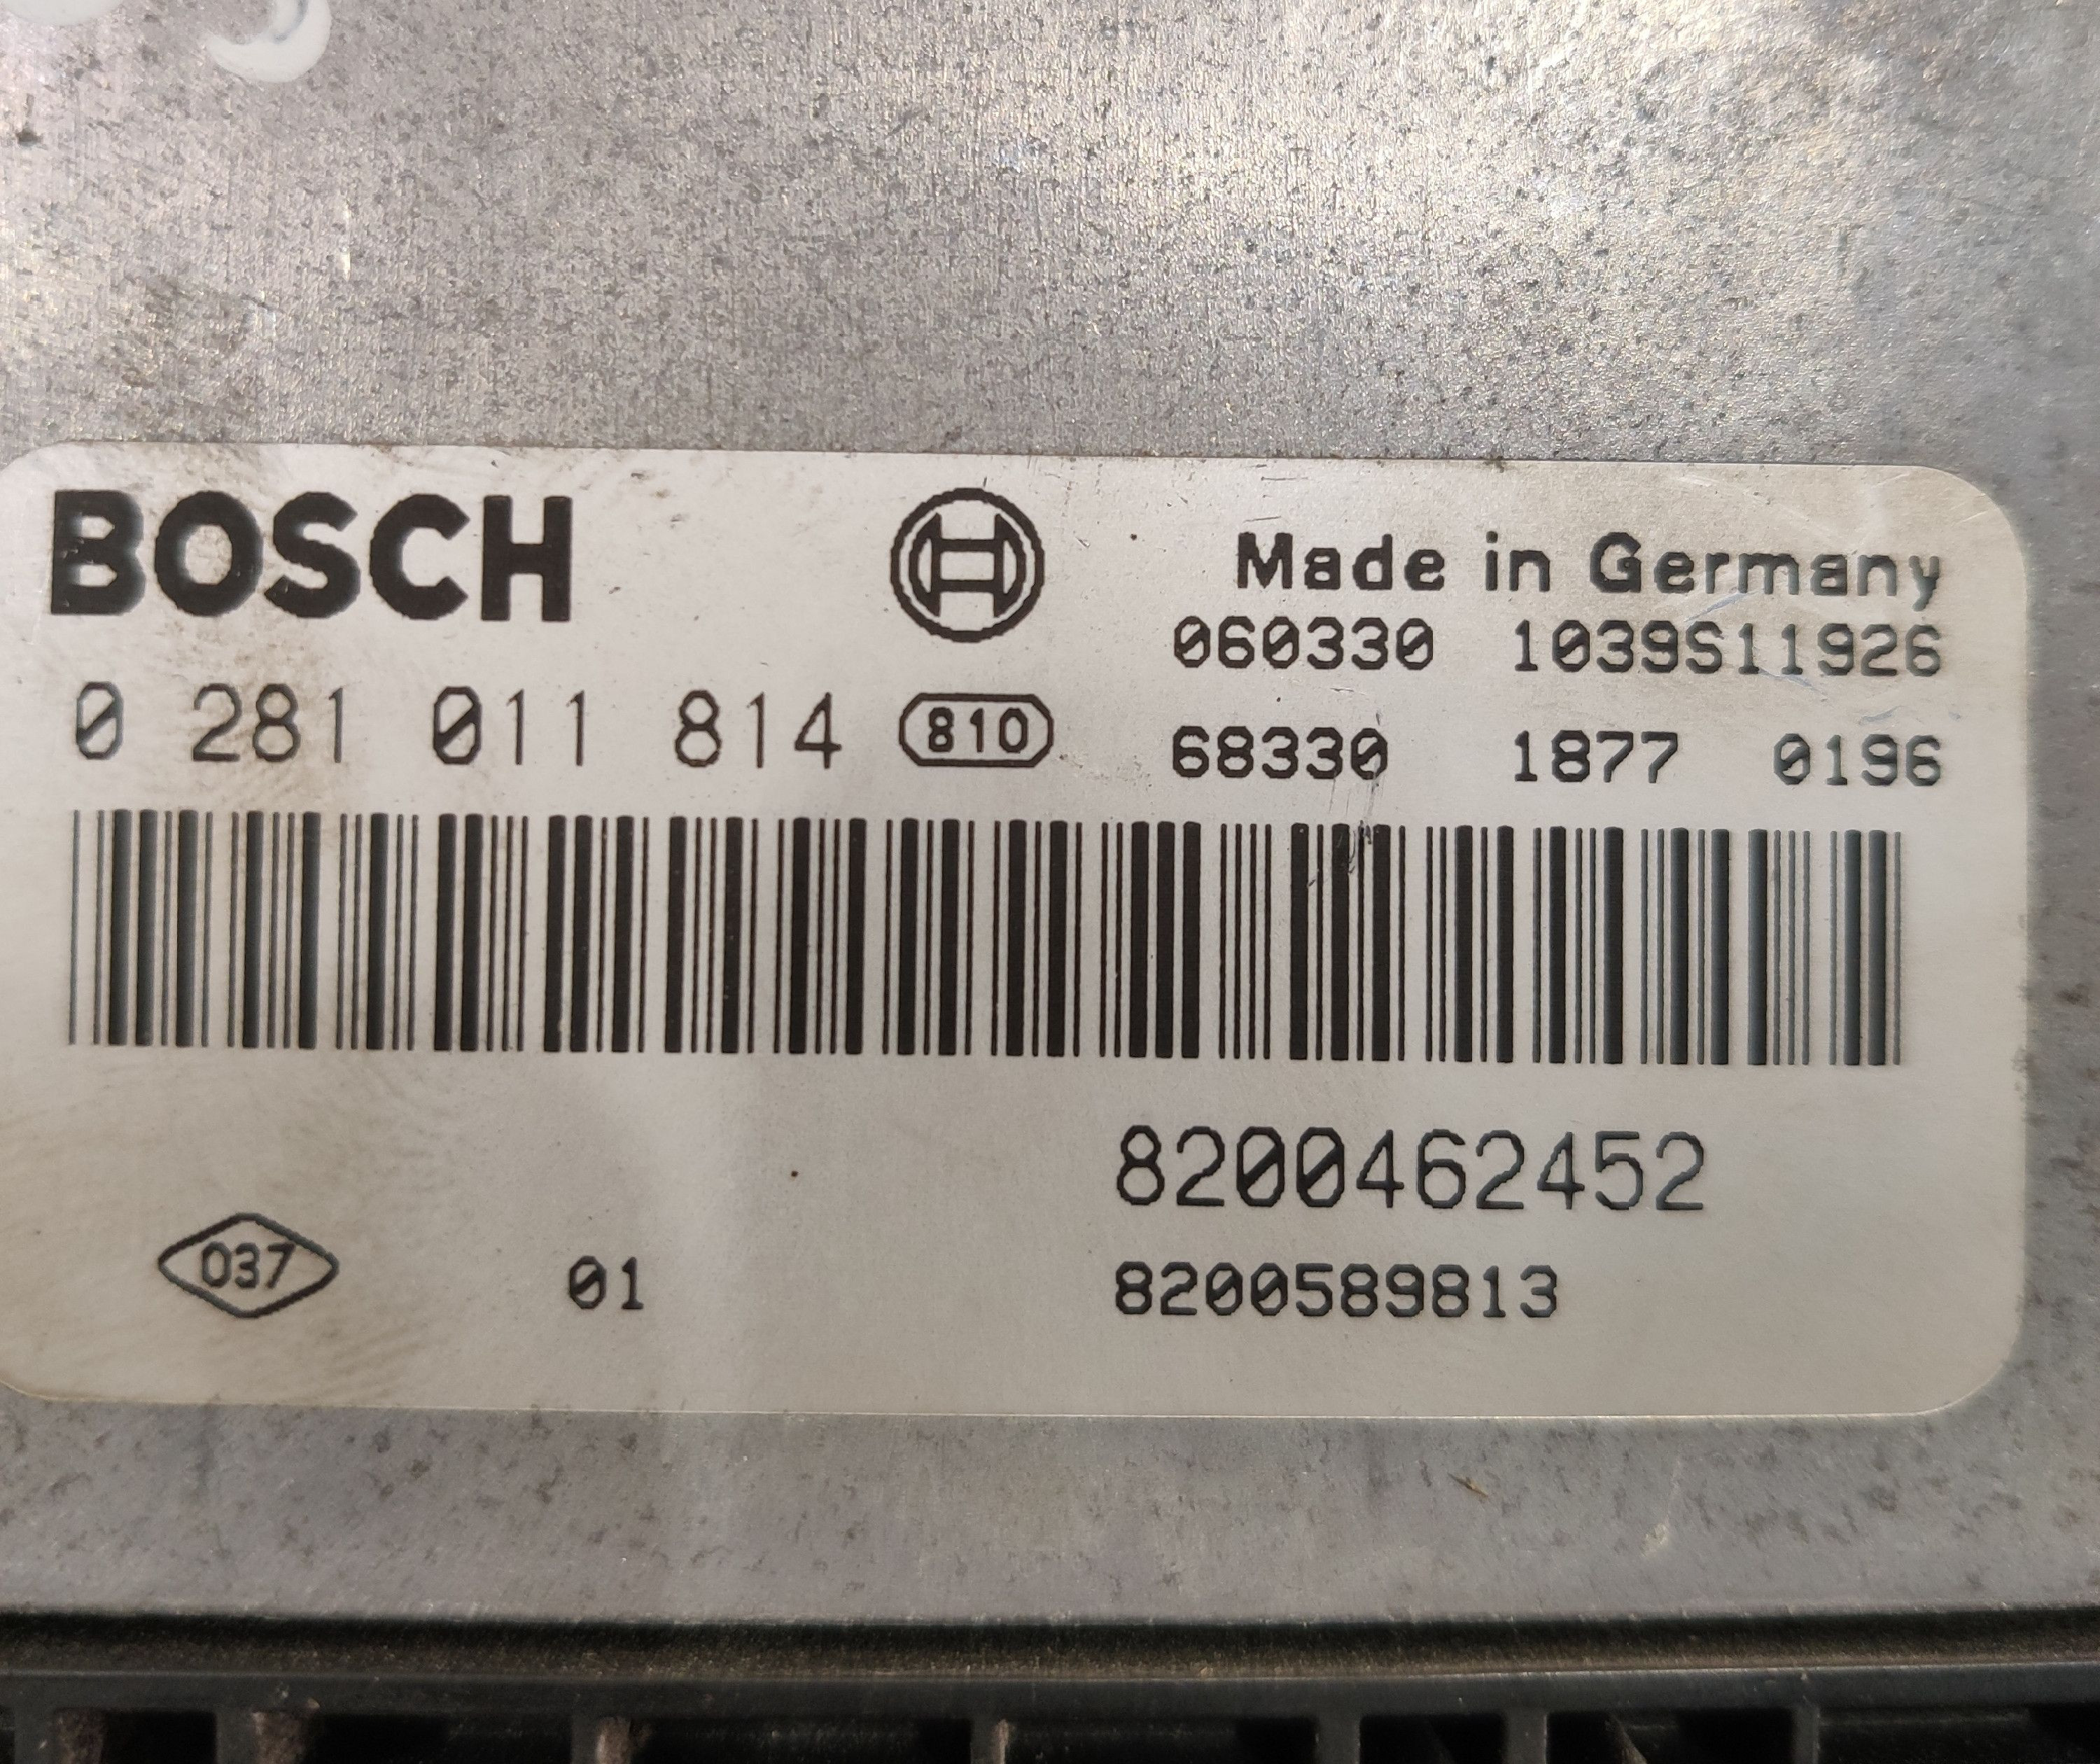 BOSCH
Made in Germany
060330 1039S11926
0 281 011 814 810
68330 1877 0196
8200462452
037 01
8200589813